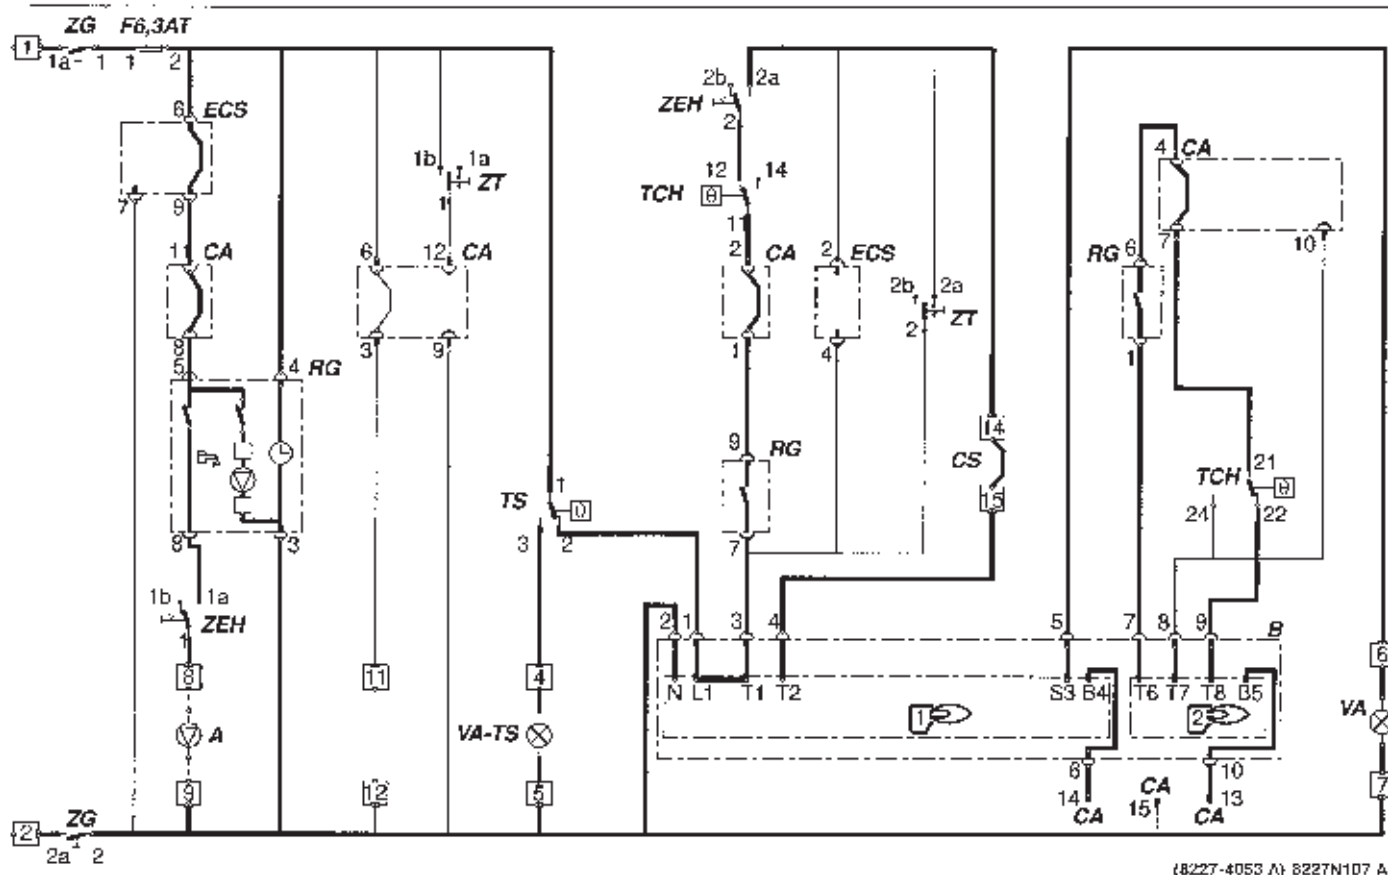 ZG F6,3AT
1 1a 1 1 2
6 ECS
7 9
11 CA
8
5 4 RG
8 3
1b 1a
ZEH
1
8
A
9
2 ZG
2a 2
1b 1a
ZT
1
6 12 CA
3 9
11
12
TS 1
3 2
4
VA-TS
5
2b 2a
ZEH
2
12 14
TCH θ
11
2 CA
1
9 RG
7
2 ECS
4
2b 2a
ZT
2
14
CS
15
4 CA
7 10
6
RG
1
21
TCH θ
24 22
2 1 3 4 5 7 8 9 B
N L1 T1 T2 S3 B4 T6 T7 T8 B5
1 2
6 10
14 CA
CA 15
13 CA
6
VA
7
(8227-4053 A) 8227N107 A